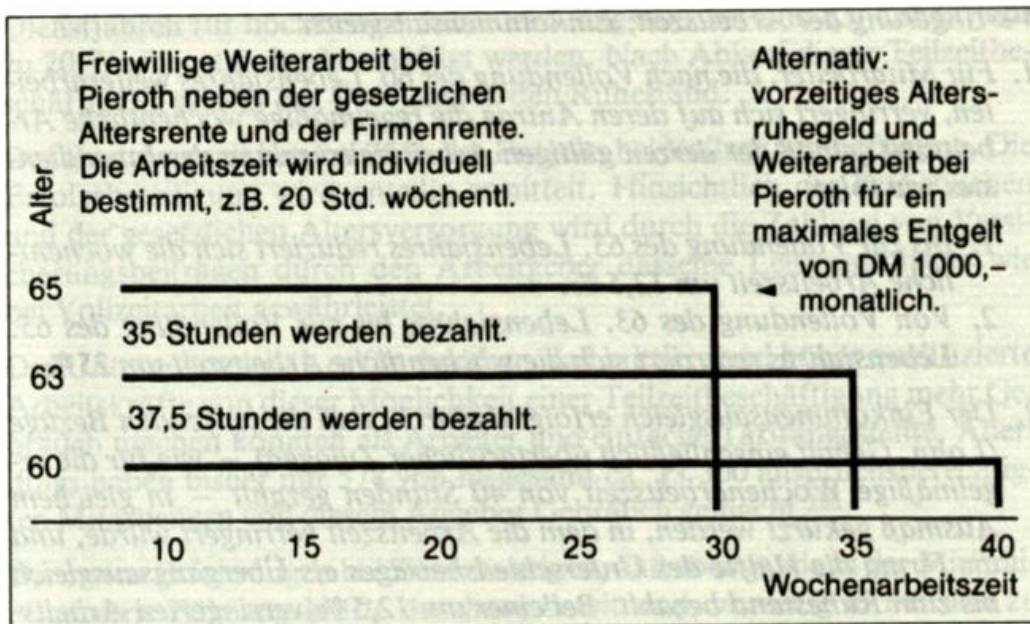 Freiwillige Weiterarbeit bei
Pieroth neben der gesetzlichen
Altersrente und der Firmenrente.
Die Arbeitszeit wird individuell
bestimmt, z.B. 20 Std. wöchentl.
Alternativ:
vorzeitiges Alters-
ruhegeld und
Weiterarbeit bei
Pieroth für ein
maximales Entgelt
von DM 1000,–
monatlich.
Alter
65
35 Stunden werden bezahlt.
63
37,5 Stunden werden bezahlt.
60
10 15 20 25 30 35 40
Wochenarbeitszeit